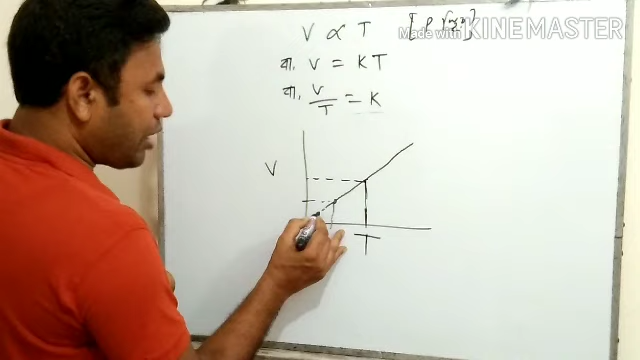 V ∝ T [P স্থির]
Made with KINEMASTER
বা, V = KT
বা, V/T = K
V
T